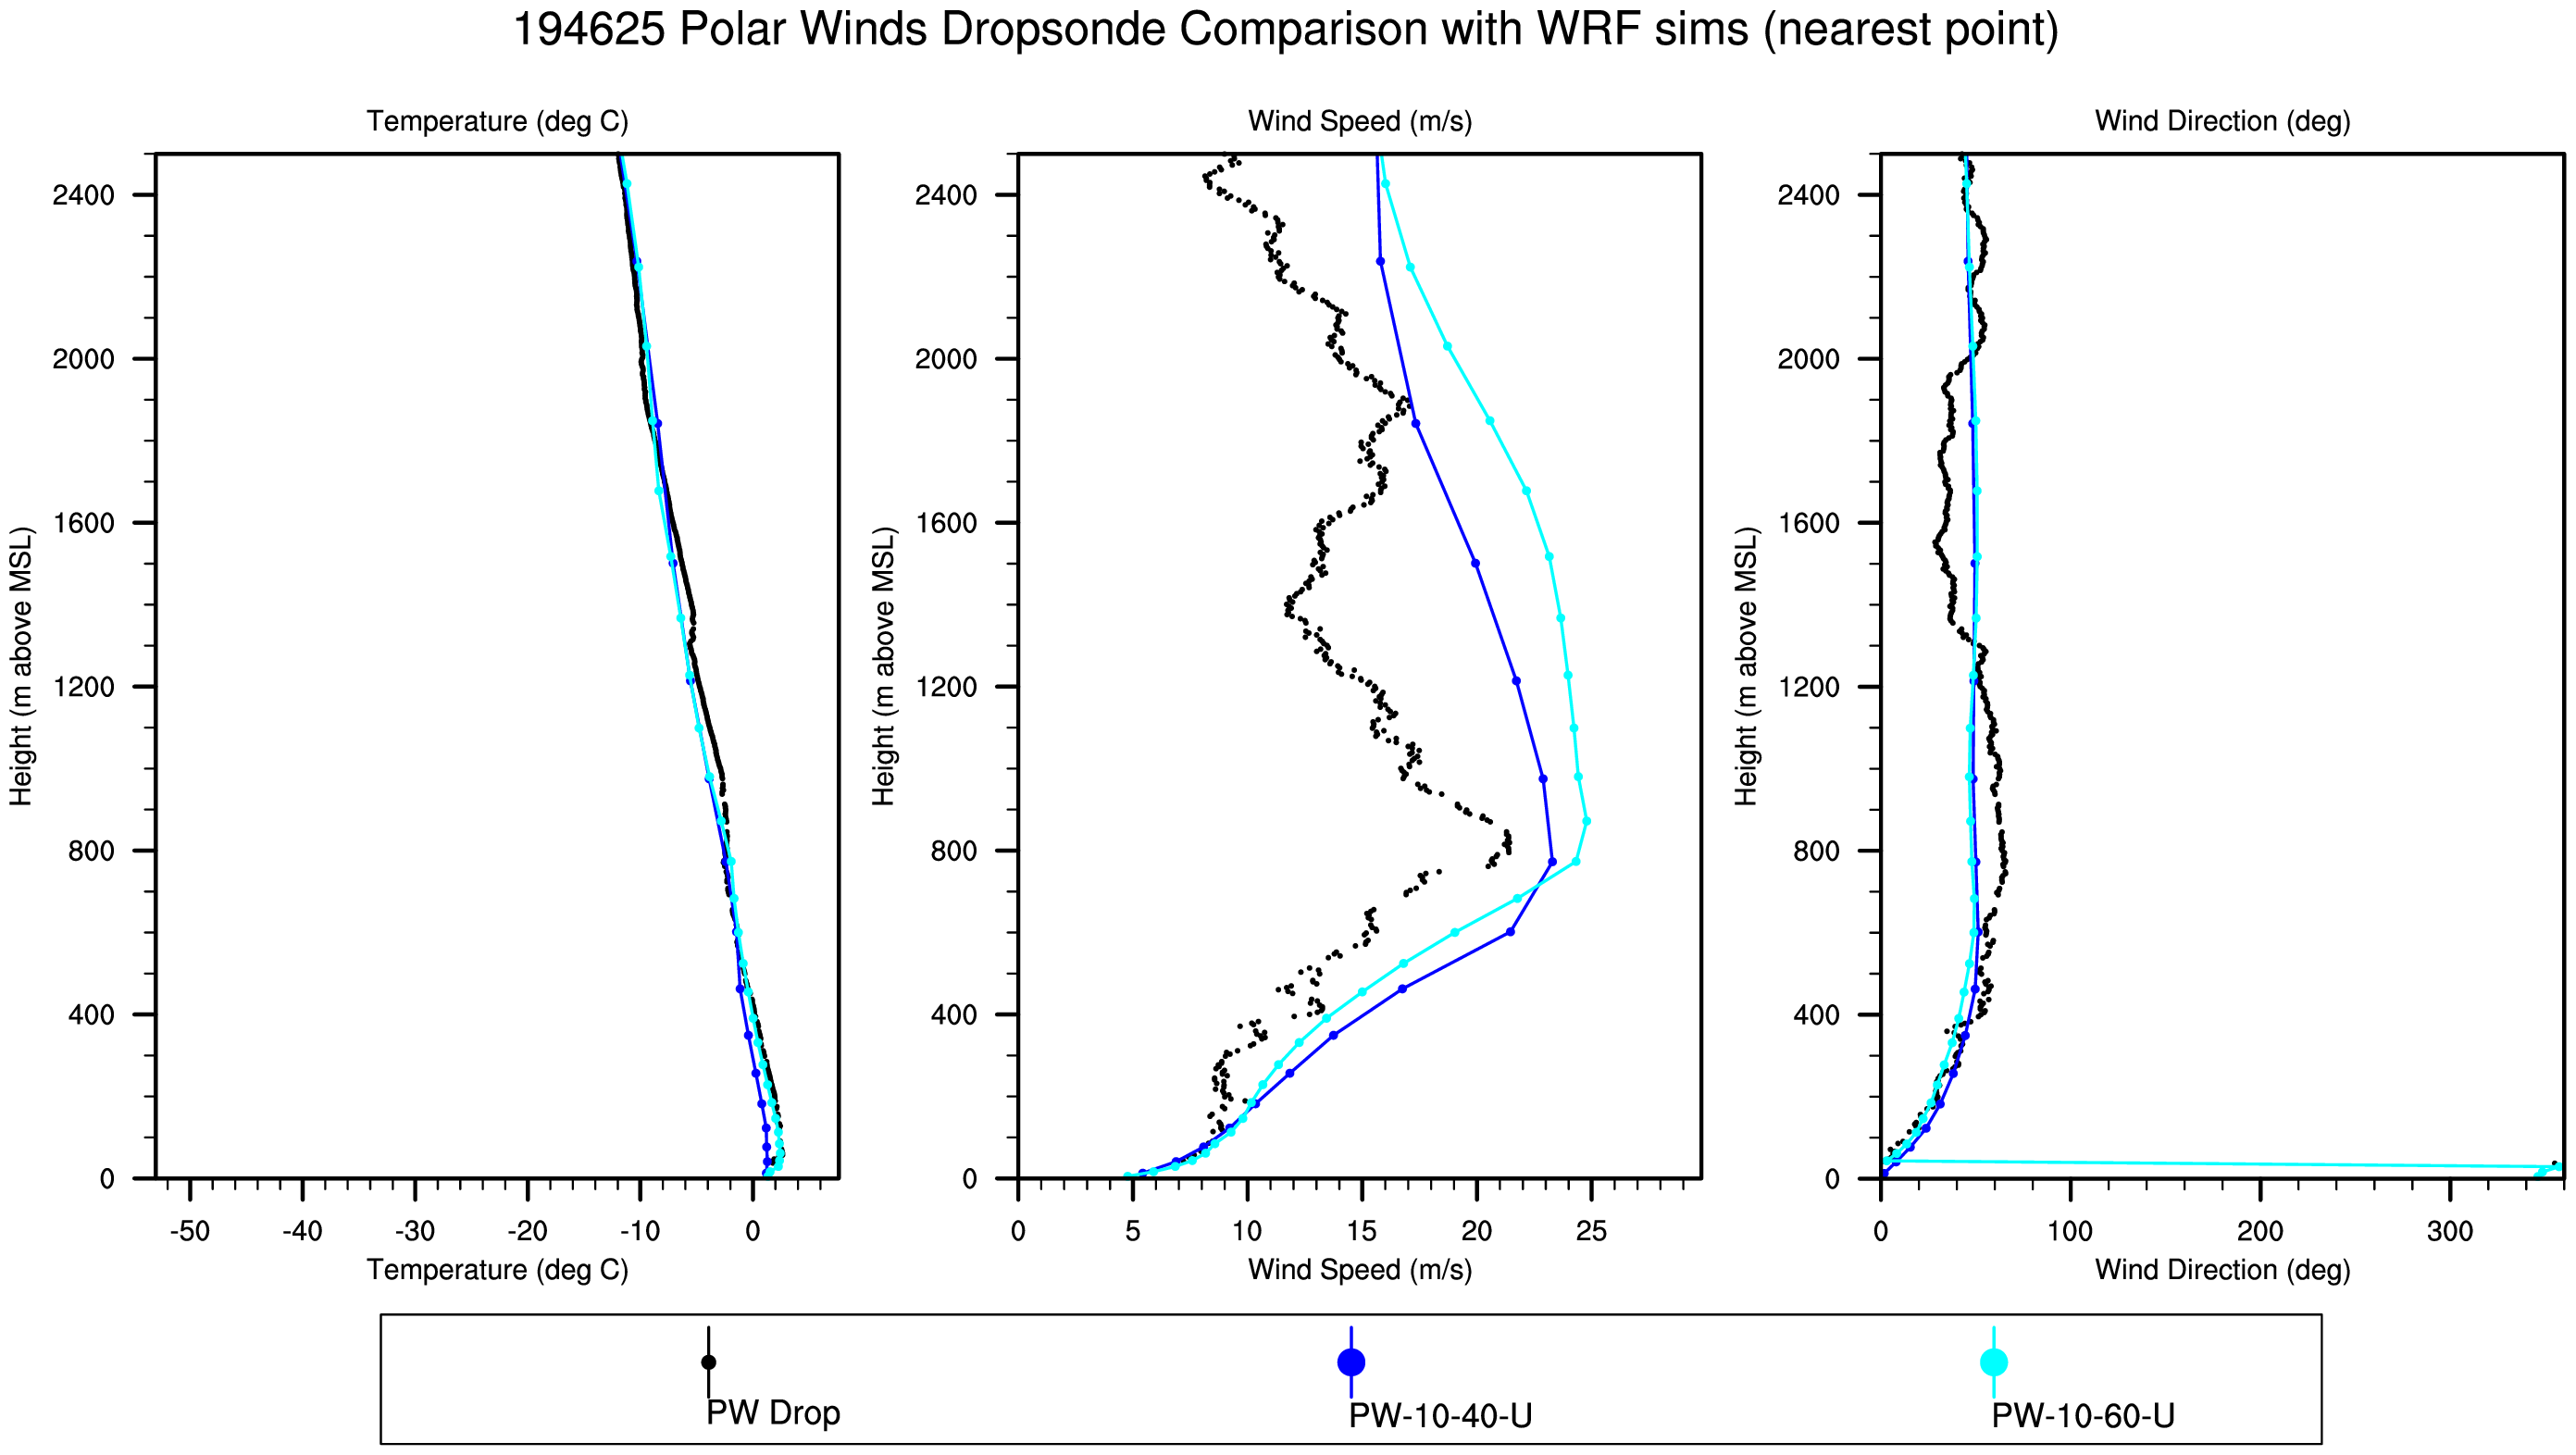 194625 Polar Winds Dropsonde Comparison with WRF sims (nearest point)
Temperature (deg C)
Wind Speed (m/s)
Wind Direction (deg)
Height (m above MSL)
2400
2000
1600
1200
800
400
0
-50 -40 -30 -20 -10 0
Temperature (deg C)
Height (m above MSL)
2400
2000
1600
1200
800
400
0
0 5 10 15 20 25
Wind Speed (m/s)
Height (m above MSL)
2400
2000
1600
1200
800
400
0
0 100 200 300
Wind Direction (deg)
PW Drop
PW-10-40-U
PW-10-60-U